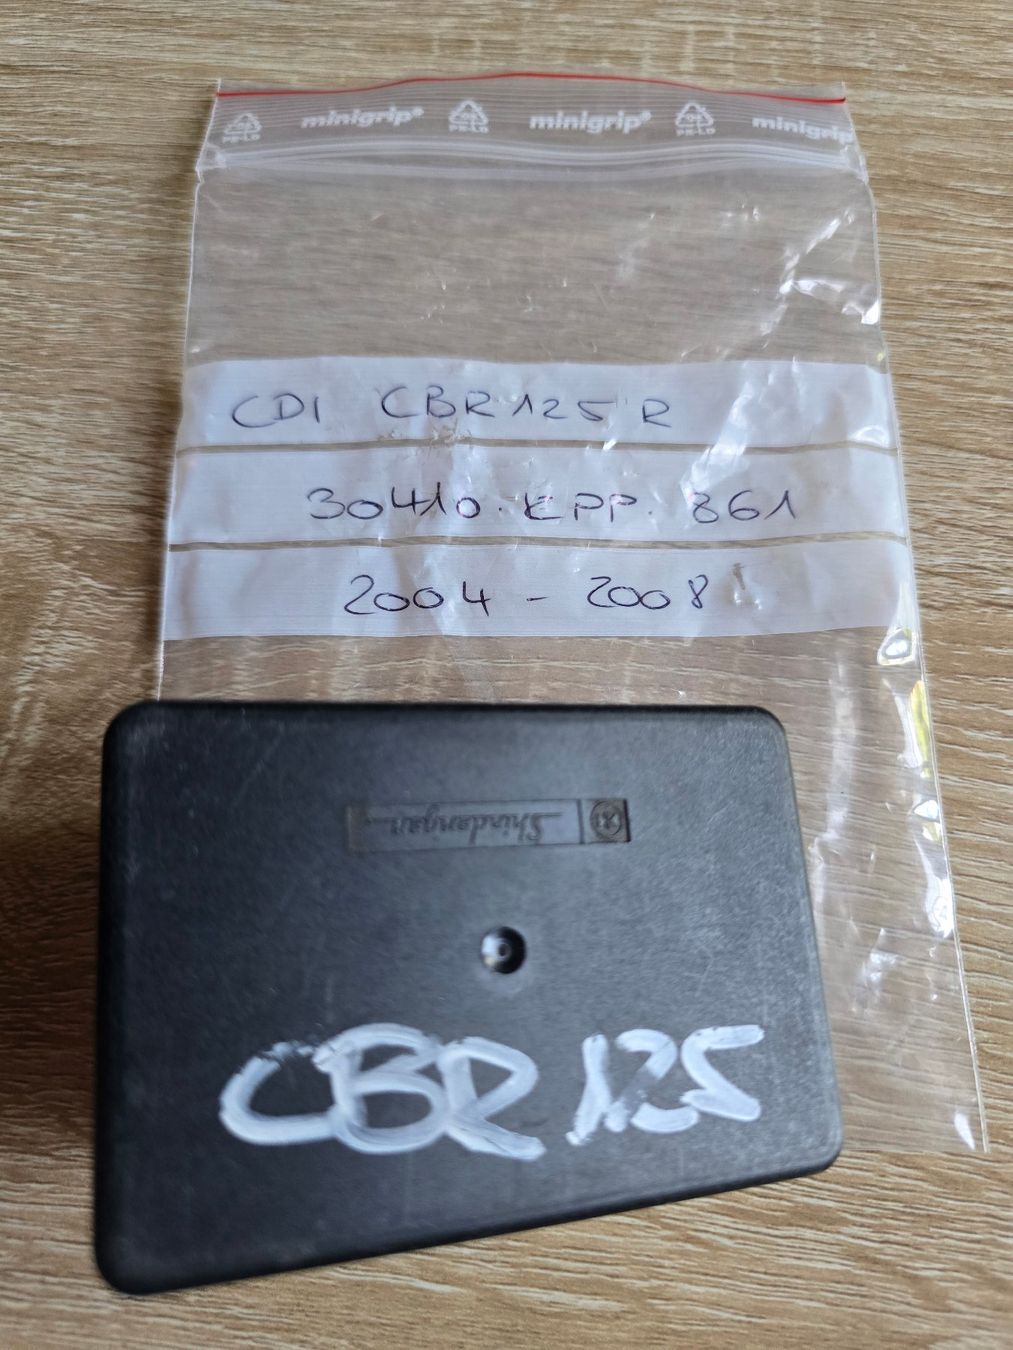 minigrip® minigrip® minigrip
CDI CBR125R
30410.KPP.861
2004 - 2008
Shindengen
CBR 125